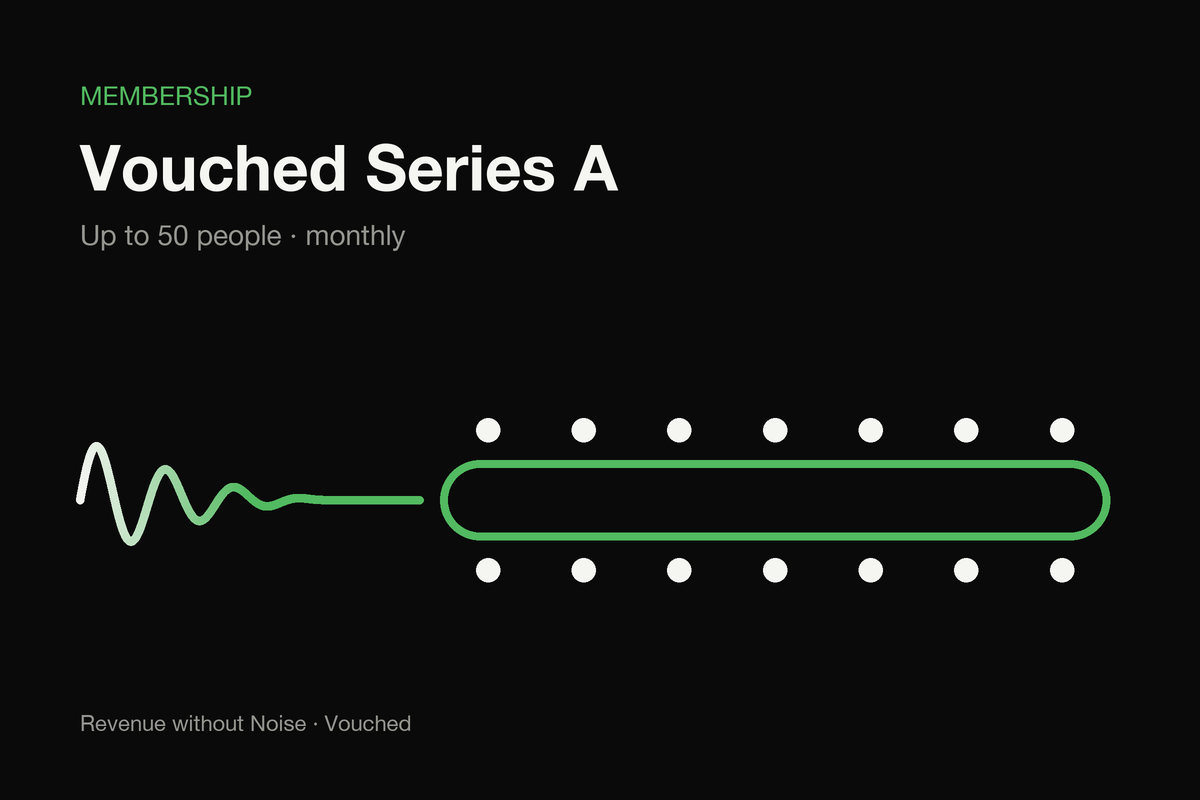 MEMBERSHIP
Vouched Series A
Up to 50 people · monthly
Revenue without Noise · Vouched